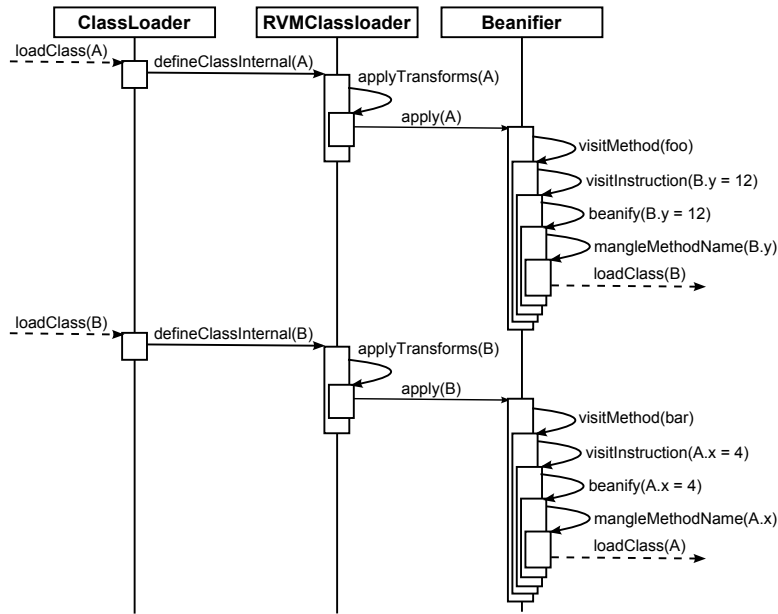 ClassLoader
RVMClassloader
Beanifier
loadClass(A)
defineClassInternal(A)
applyTransforms(A)
apply(A)
visitMethod(foo)
visitInstruction(B.y = 12)
beanify(B.y = 12)
mangleMethodName(B.y)
loadClass(B)
loadClass(B)
defineClassInternal(B)
applyTransforms(B)
apply(B)
visitMethod(bar)
visitInstruction(A.x = 4)
beanify(A.x = 4)
mangleMethodName(A.x)
loadClass(A)